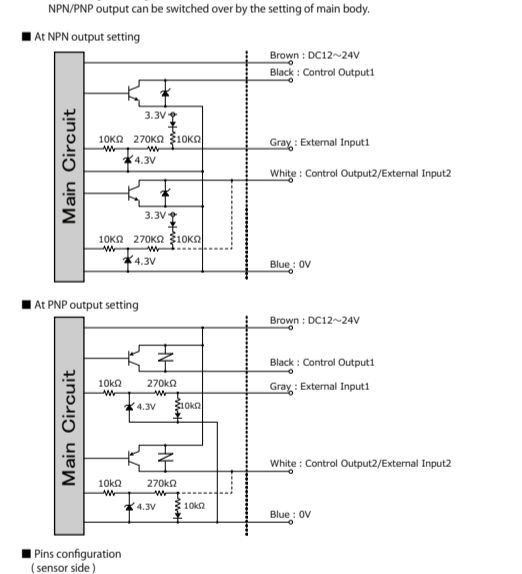 NPN/PNP output can be switched over by the setting of main body.
■ At NPN output setting
Brown : DC12~24V
Black : Control Output1
3.3V
10KΩ 270KΩ 10KΩ
Gray : External Input1
4.3V
White : Control Output2/External Input2
Main Circuit
3.3V
10KΩ 270KΩ 10KΩ
4.3V
Blue : 0V
■ At PNP output setting
Brown : DC12~24V
Black : Control Output1
10kΩ 270kΩ
Gray : External Input1
4.3V 10kΩ
Main Circuit
White : Control Output2/External Input2
10kΩ 270kΩ
4.3V 10kΩ
Blue : 0V
■ Pins configuration
( sensor side )